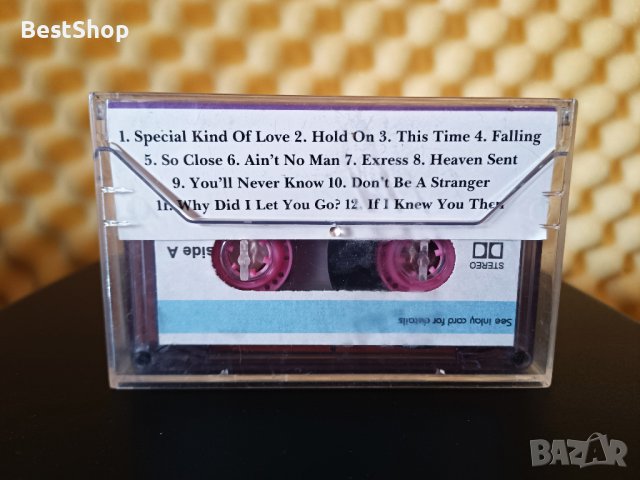 BestShop
1. Special Kind Of Love 2. Hold On 3. This Time 4. Falling
5. So Close 6. Ain't No Man 7. Exress 8. Heaven Sent
9. You'll Never Know 10. Don't Be A Stranger
11. Why Did I Let You Go? 12. If I Knew You Then
side A
STEREO
See inlay card for details
BAZAR